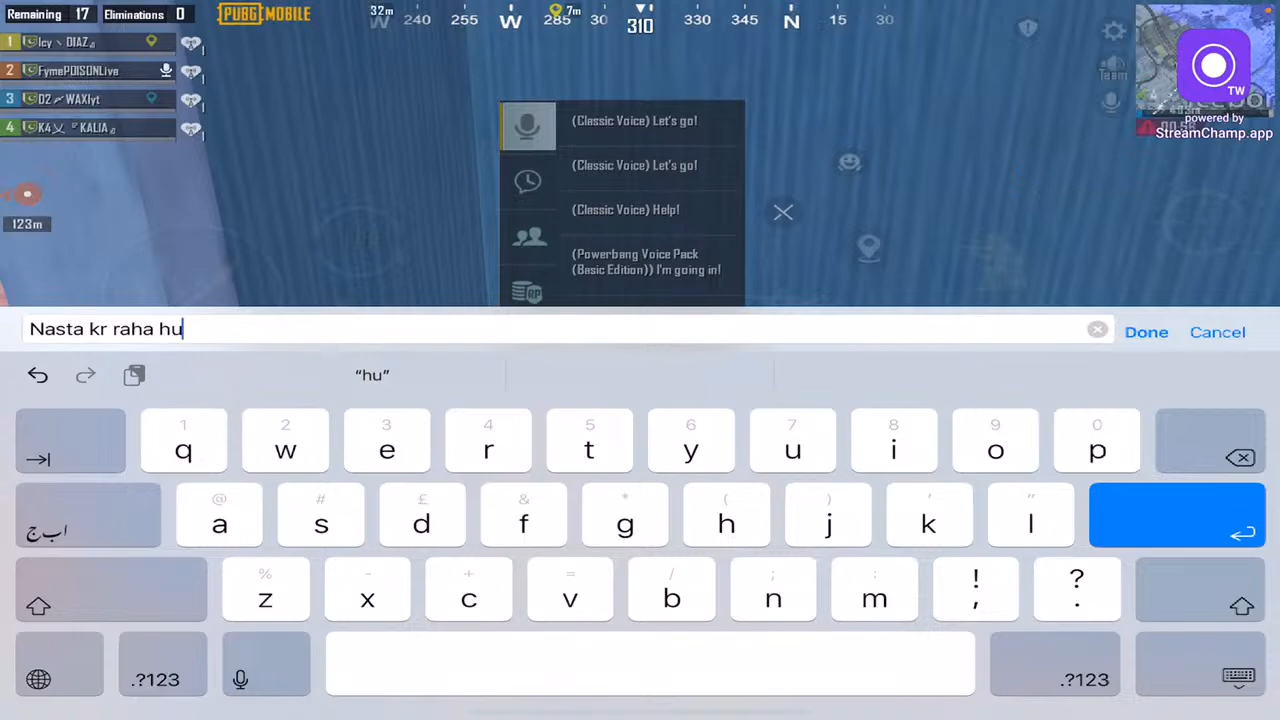 Remaining 17 Eliminations 0
PUBG MOBILE
32m W 240 255 W 285 7m 30 310 330 345 N 15 30
1 Icy DIAZ
2 FymePOISONLive
3 D2 WAXlyt
4 K4 KALIA
123m
Team
TW
powered by
StreamChamp.app
(Classic Voice) Let's go!
(Classic Voice) Let's go!
(Classic Voice) Help!
(Powerbang Voice Pack
(Basic Edition)) I'm going in!
RP
Nasta kr raha hu
Done Cancel
“hu”
1 2 3 4 5 6 7 8 9 0
q w e r t y u i o p
@ # £ & * ( ) ' "
ا ب ج a s d f g h j k l
% - + = / ; : ! ?
z x c v b n m , .
.?123 .?123